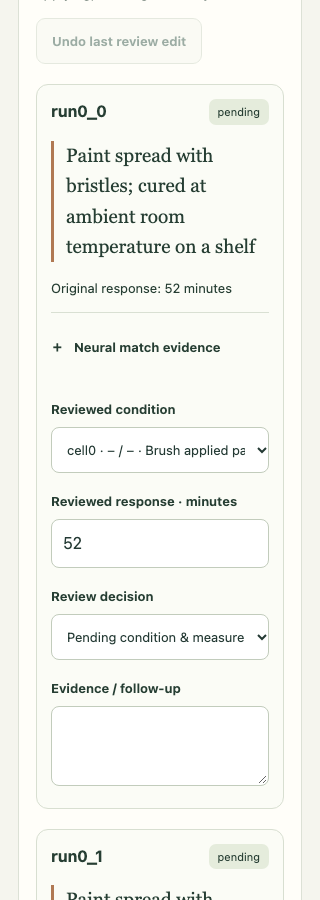 Undo last review edit
run0_0
pending
Paint spread with
bristles; cured at
ambient room
temperature on a shelf
Original response: 52 minutes
+ Neural match evidence
Reviewed condition
cell0 · – / – · Brush applied pa
Reviewed response · minutes
52
Review decision
Pending condition & measure
Evidence / follow-up
run0_1
pending
Paint spread with